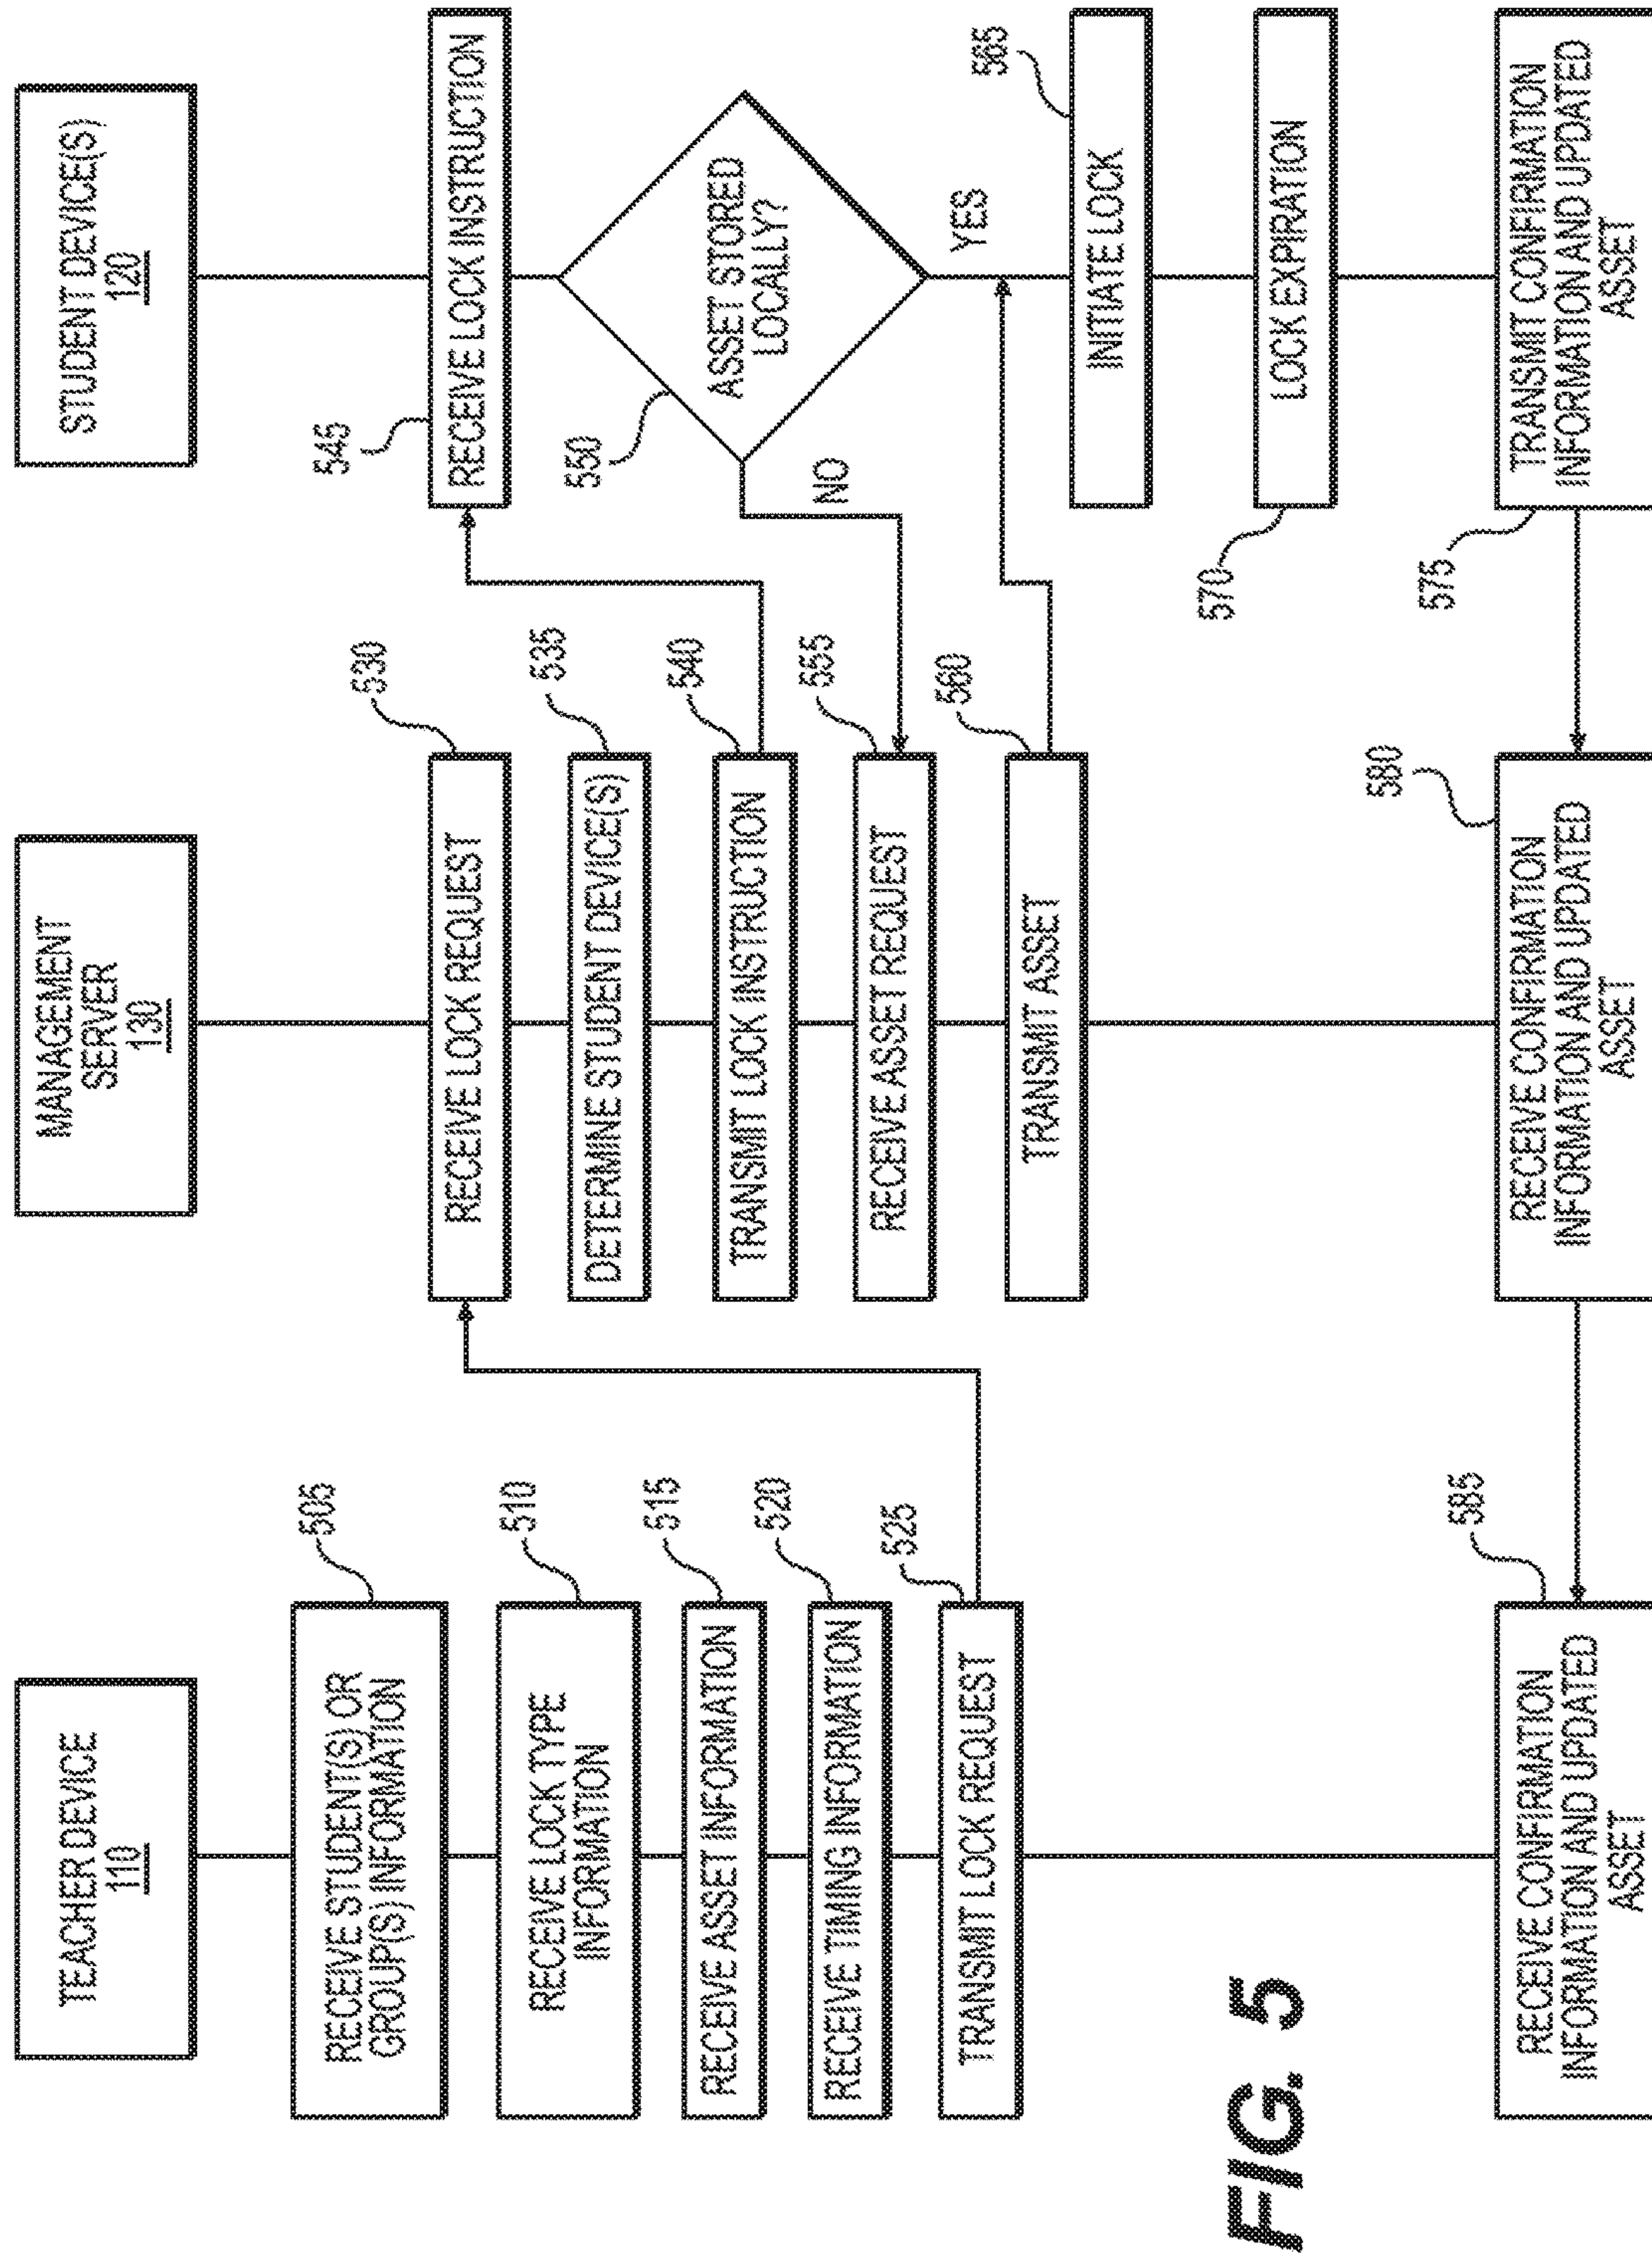 TEACHER DEVICE
110
RECEIVE STUDENT(S) OR
GROUP(S) INFORMATION
505
RECEIVE LOCK TYPE
INFORMATION
510
RECEIVE ASSET INFORMATION
515
RECEIVE TIMING INFORMATION
520
TRANSMIT LOCK REQUEST
525
RECEIVE CONFIRMATION
INFORMATION AND UPDATED
ASSET
585
MANAGEMENT
SERVER
130
RECEIVE LOCK REQUEST
530
DETERMINE STUDENT DEVICE(S)
535
TRANSMIT LOCK INSTRUCTION
540
RECEIVE ASSET REQUEST
555
TRANSMIT ASSET
560
RECEIVE CONFIRMATION
INFORMATION AND UPDATED
ASSET
580
STUDENT DEVICE(S)
120
545
RECEIVE LOCK INSTRUCTION
550
ASSET STORED
LOCALLY?
NO
YES
565
INITIATE LOCK
570
LOCK EXPIRATION
575
TRANSMIT CONFIRMATION
INFORMATION AND UPDATED
ASSET
FIG. 5